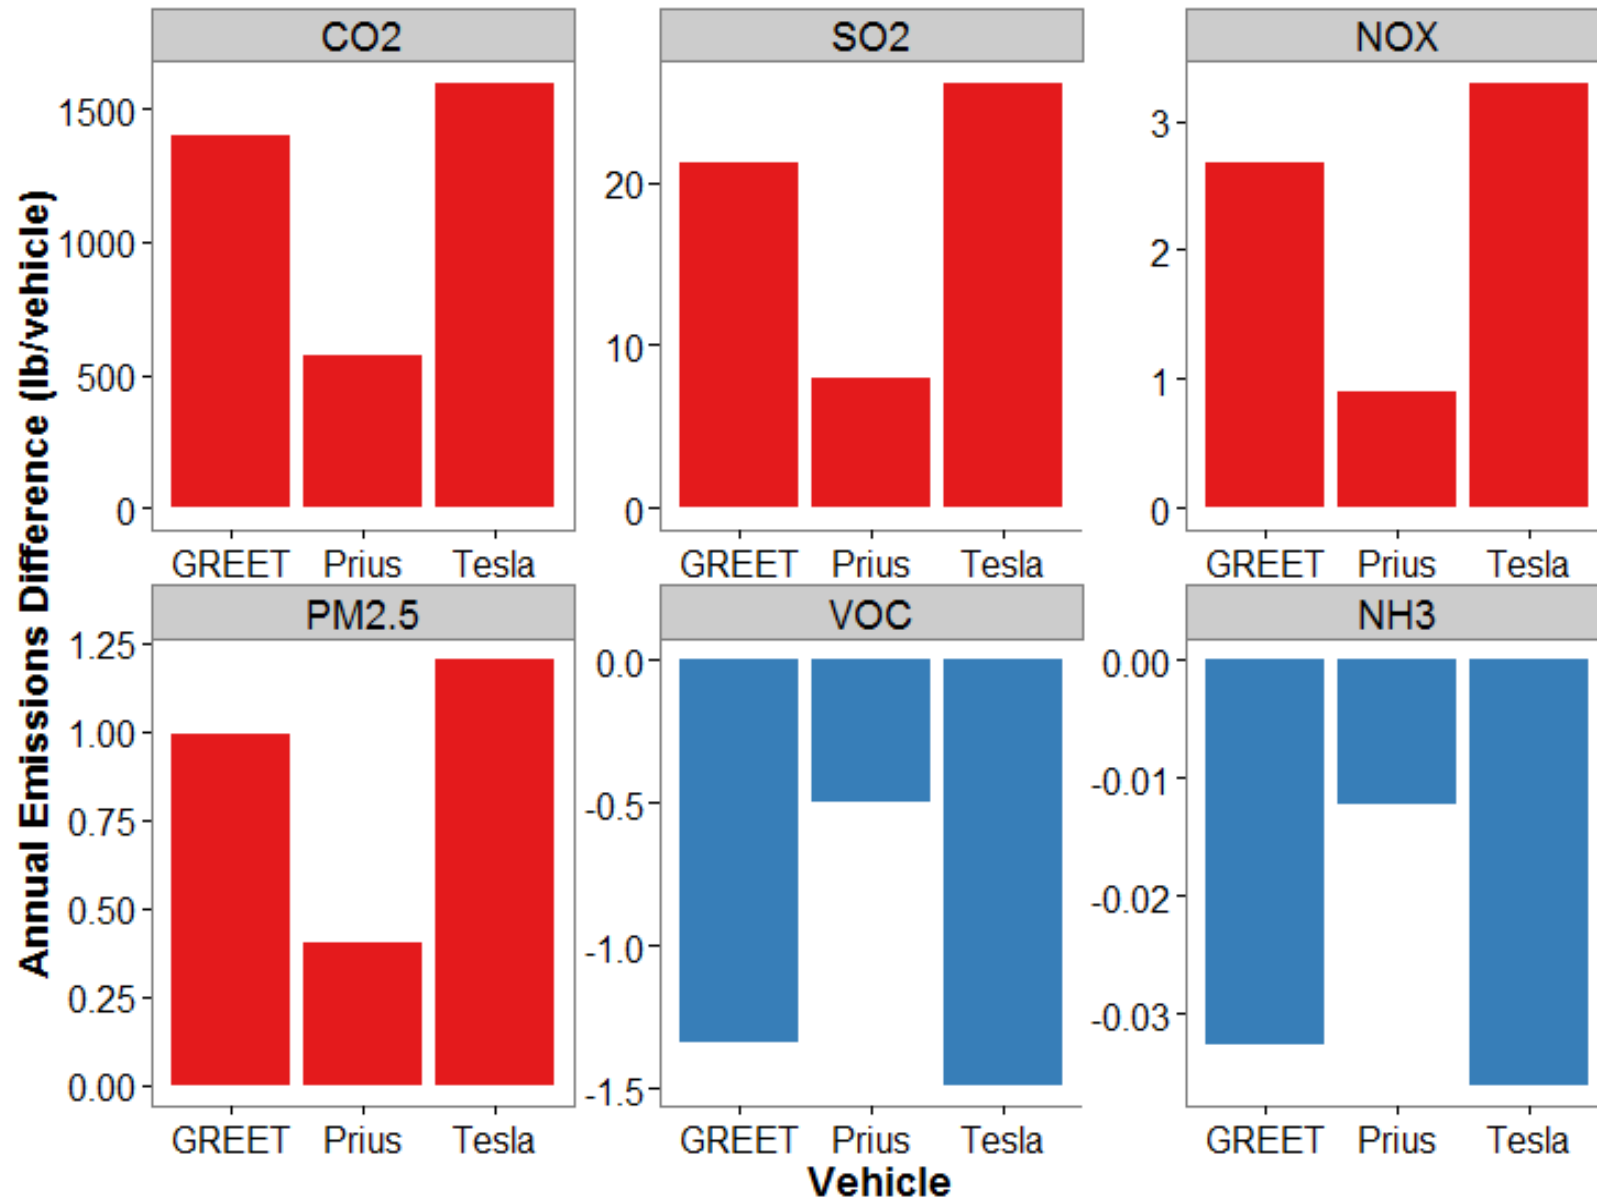 Annual Emissions Difference (lb/vehicle)
CO2
1500
1000
500
0
GREET Prius Tesla
SO2
20
10
0
GREET Prius Tesla
NOX
3
2
1
0
GREET Prius Tesla
PM2.5
1.25
1.00
0.75
0.50
0.25
0.00
GREET Prius Tesla
VOC
0.0
-0.5
-1.0
-1.5
GREET Prius Tesla
NH3
0.00
-0.01
-0.02
-0.03
GREET Prius Tesla
Vehicle